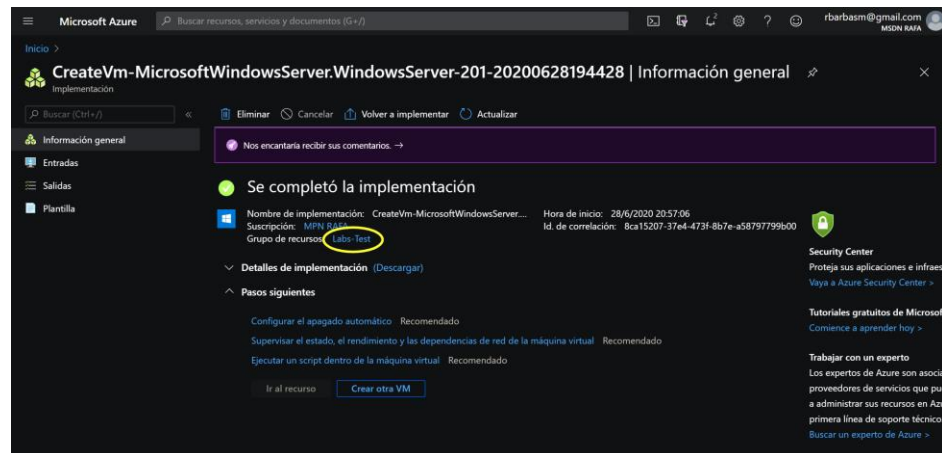 Microsoft Azure
Buscar recursos, servicios y documentos (G+/)
rbarbasm@gmail.com
MSDN RAFA
Inicio >
CreateVm-MicrosoftWindowsServer.WindowsServer-201-20200628194428 | Información general
Implementación
Buscar (Ctrl+/)
«
Eliminar
Cancelar
Volver a implementar
Actualizar
Información general
Entradas
Salidas
Plantilla
Nos encantaría recibir sus comentarios. →
Se completó la implementación
Nombre de implementación: CreateVm-MicrosoftWindowsServer....
Hora de inicio: 28/6/2020 20:57:06
Suscripción: MPN RAFA
Id. de correlación: 8ca15207-37e4-473f-8b7e-a58797799b00
Grupo de recursos: Labs-Test
Detalles de implementación (Descargar)
Pasos siguientes
Configurar el apagado automático Recomendado
Supervisar el estado, el rendimiento y las dependencias de red de la máquina virtual Recomendado
Ejecutar un script dentro de la máquina virtual Recomendado
Ir al recurso
Crear otra VM
Security Center
Proteja sus aplicaciones e infraes
Vaya a Azure Security Center >
Tutoriales gratuitos de Microsof
Comience a aprender hoy >
Trabajar con un experto
Los expertos de Azure son asocia
proveedores de servicios que pu
a administrar sus recursos en Az
primera línea de soporte técnico
Buscar un experto de Azure >